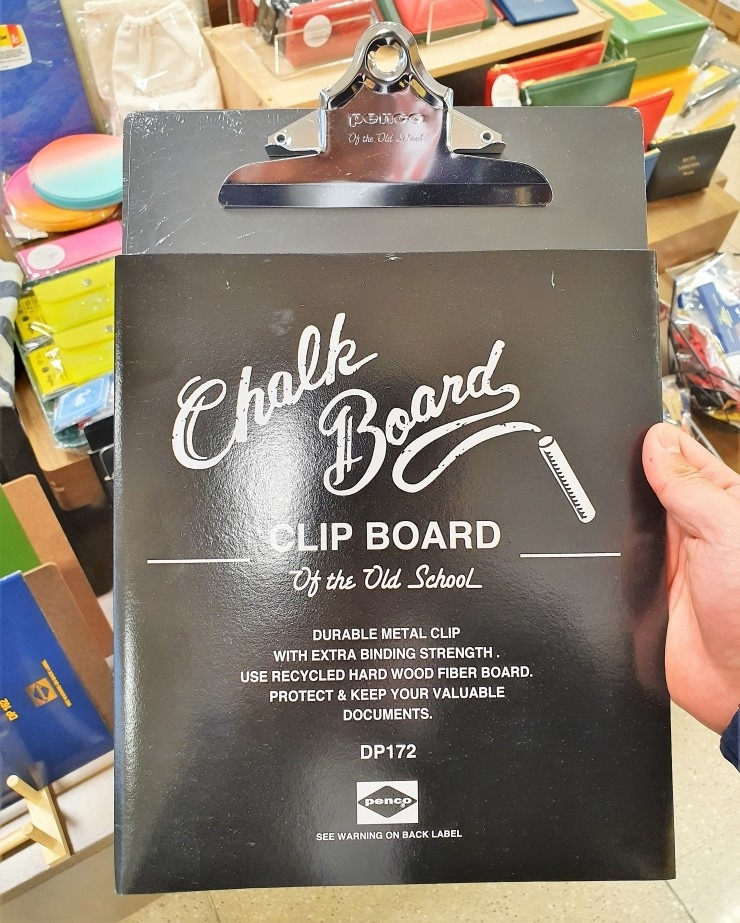 penco
Of the Old School
Chalk
Board
CLIP BOARD
Of the Old School
DURABLE METAL CLIP
WITH EXTRA BINDING STRENGTH .
USE RECYCLED HARD WOOD FIBER BOARD.
PROTECT & KEEP YOUR VALUABLE
DOCUMENTS.
DP172
penco
SEE WARNING ON BACK LABEL